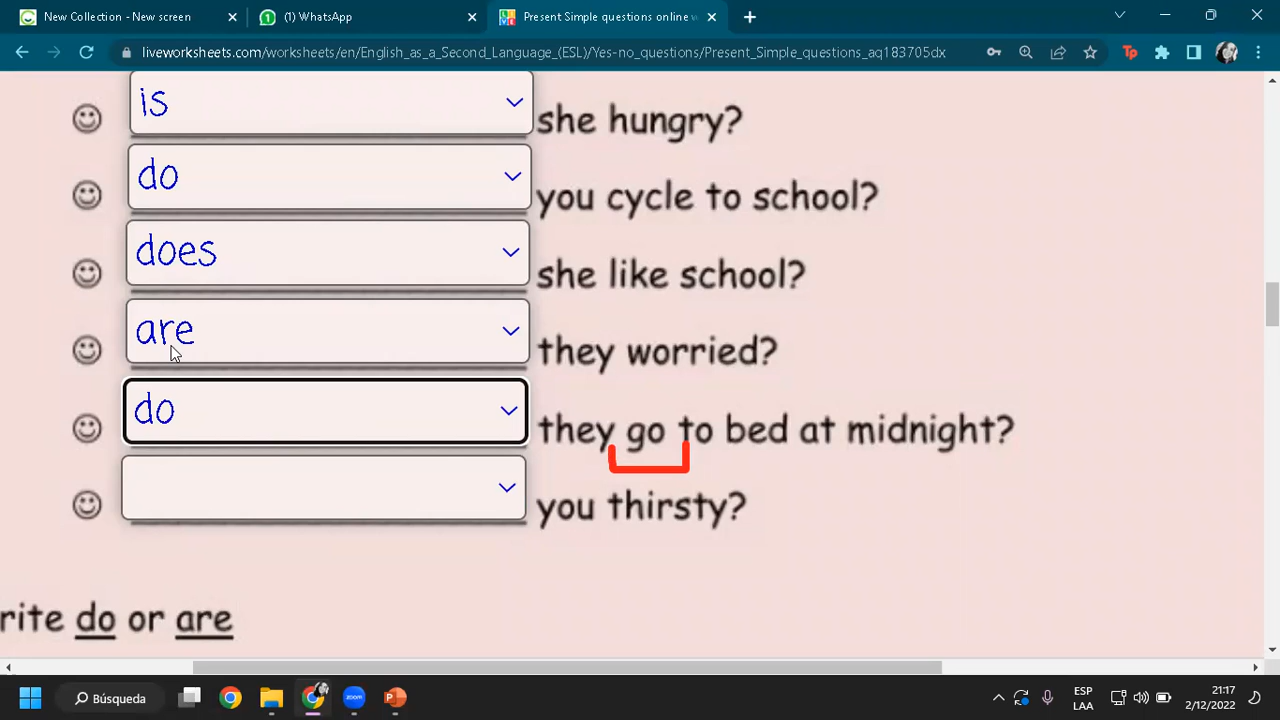 New Collection - New screen
(1) WhatsApp
Present Simple questions online
liveworksheets.com/worksheets/en/English_as_a_Second_Language_(ESL)/Yes-no_questions/Present_Simple_questions_aq183705dx
is she hungry?
do you cycle to school?
does she like school?
are they worried?
do they go to bed at midnight?
you thirsty?
rite do or are
Búsqueda
zoom
ESP
LAA
21:17
2/12/2022